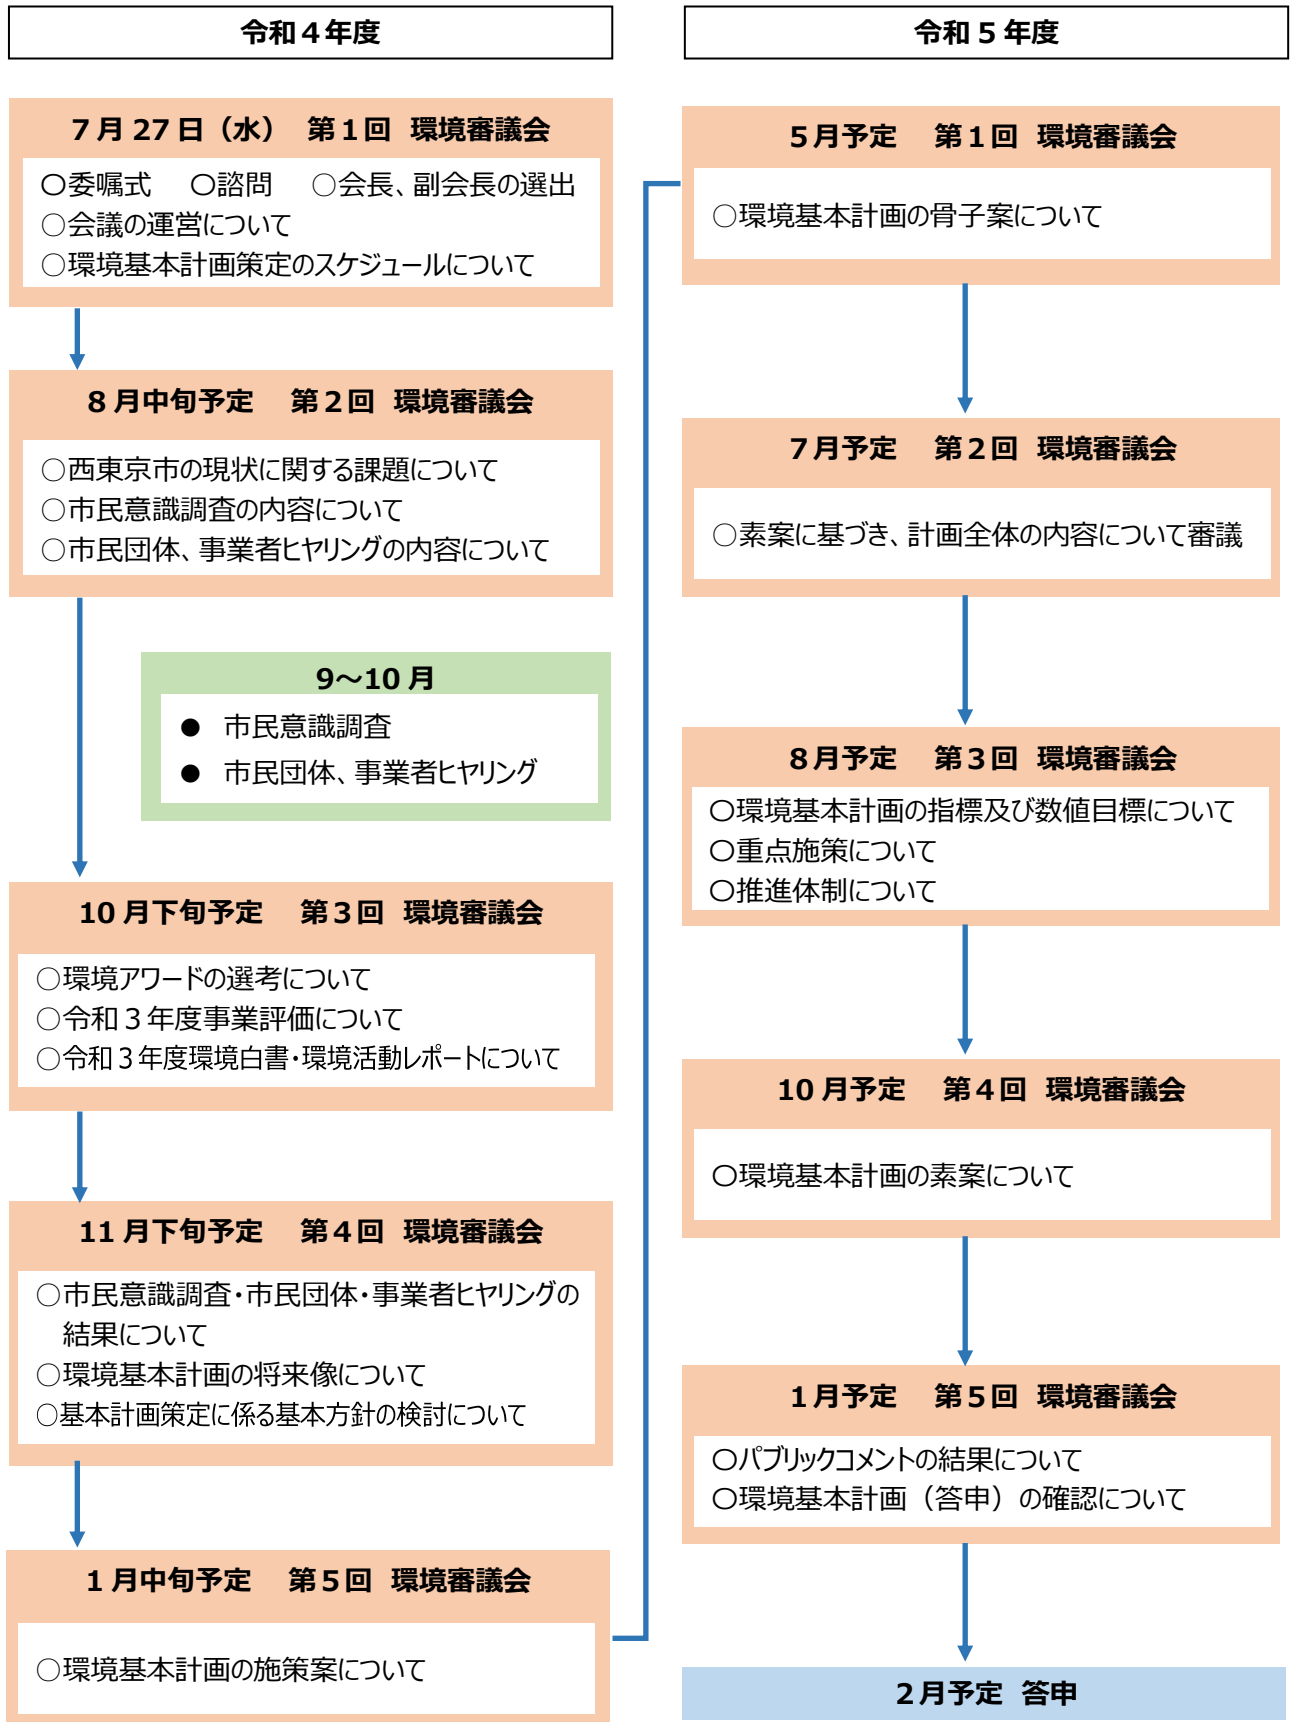 令和４年度
７月 27 日（水）　第１回　環境審議会
〇委嘱式　〇諮問　○会長、副会長の選出
○会議の運営について
○環境基本計画策定のスケジュールについて
８月中旬予定　第２回　環境審議会
○西東京市の現状に関する課題について
○市民意識調査の内容について
○市民団体、事業者ヒヤリングの内容について
9～10 月
● 市民意識調査
● 市民団体、事業者ヒヤリング
10 月下旬予定　第３回　環境審議会
○環境アワードの選考について
○令和３年度事業評価について
○令和３年度環境白書・環境活動レポートについて
11 月下旬予定　第４回　環境審議会
○市民意識調査・市民団体・事業者ヒヤリングの
結果について
○環境基本計画の将来像について
○基本計画策定に係る基本方針の検討について
１月中旬予定　第５回　環境審議会
○環境基本計画の施策案について
令和５年度
５月予定　第１回　環境審議会
○環境基本計画の骨子案について
７月予定　第２回　環境審議会
○素案に基づき、計画全体の内容について審議
８月予定　第３回　環境審議会
〇環境基本計画の指標及び数値目標について
〇重点施策について
〇推進体制について
10 月予定　第４回　環境審議会
〇環境基本計画の素案について
１月予定　第５回　環境審議会
〇パブリックコメントの結果について
〇環境基本計画（答申）の確認について
２月予定　答申